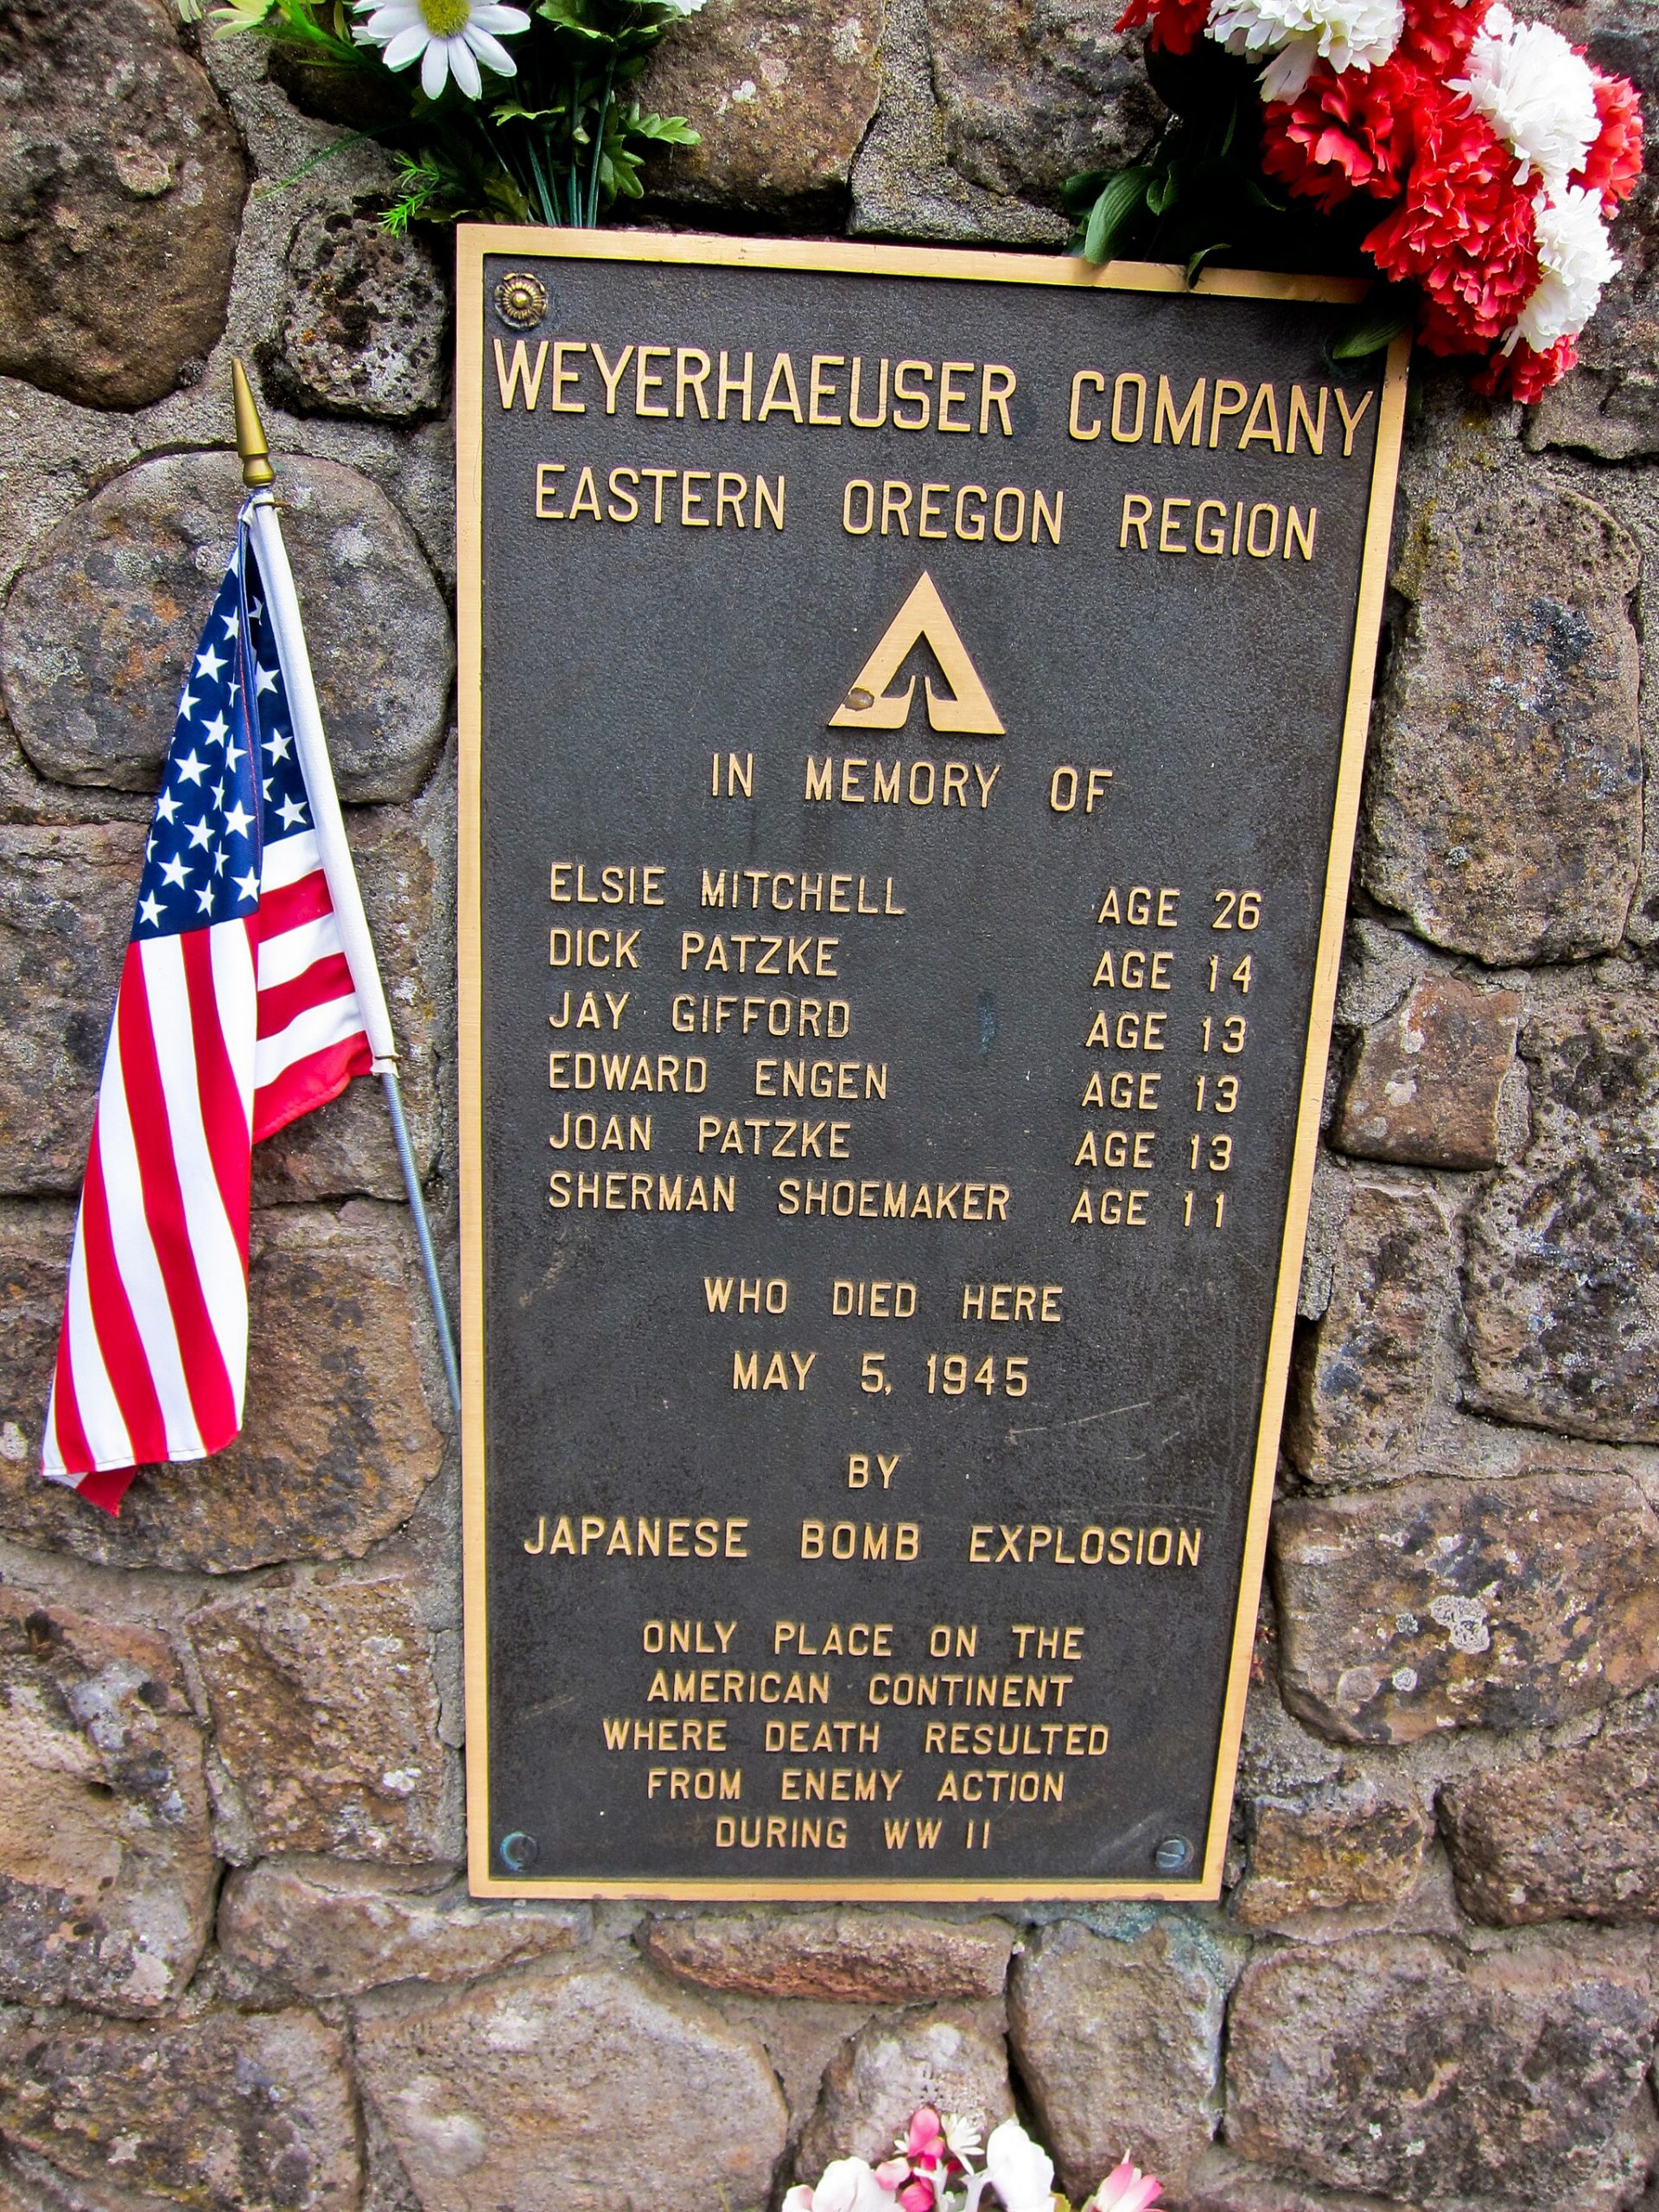 WEYERHAEUSER COMPANY
EASTERN OREGON REGION
IN MEMORY OF
ELSIE MITCHELL AGE 26
DICK PATZKE AGE 14
JAY GIFFORD AGE 13
EDWARD ENGEN AGE 13
JOAN PATZKE AGE 13
SHERMAN SHOEMAKER AGE 11
WHO DIED HERE
MAY 5, 1945
BY
JAPANESE BOMB EXPLOSION
ONLY PLACE ON THE
AMERICAN CONTINENT
WHERE DEATH RESULTED
FROM ENEMY ACTION
DURING WW II